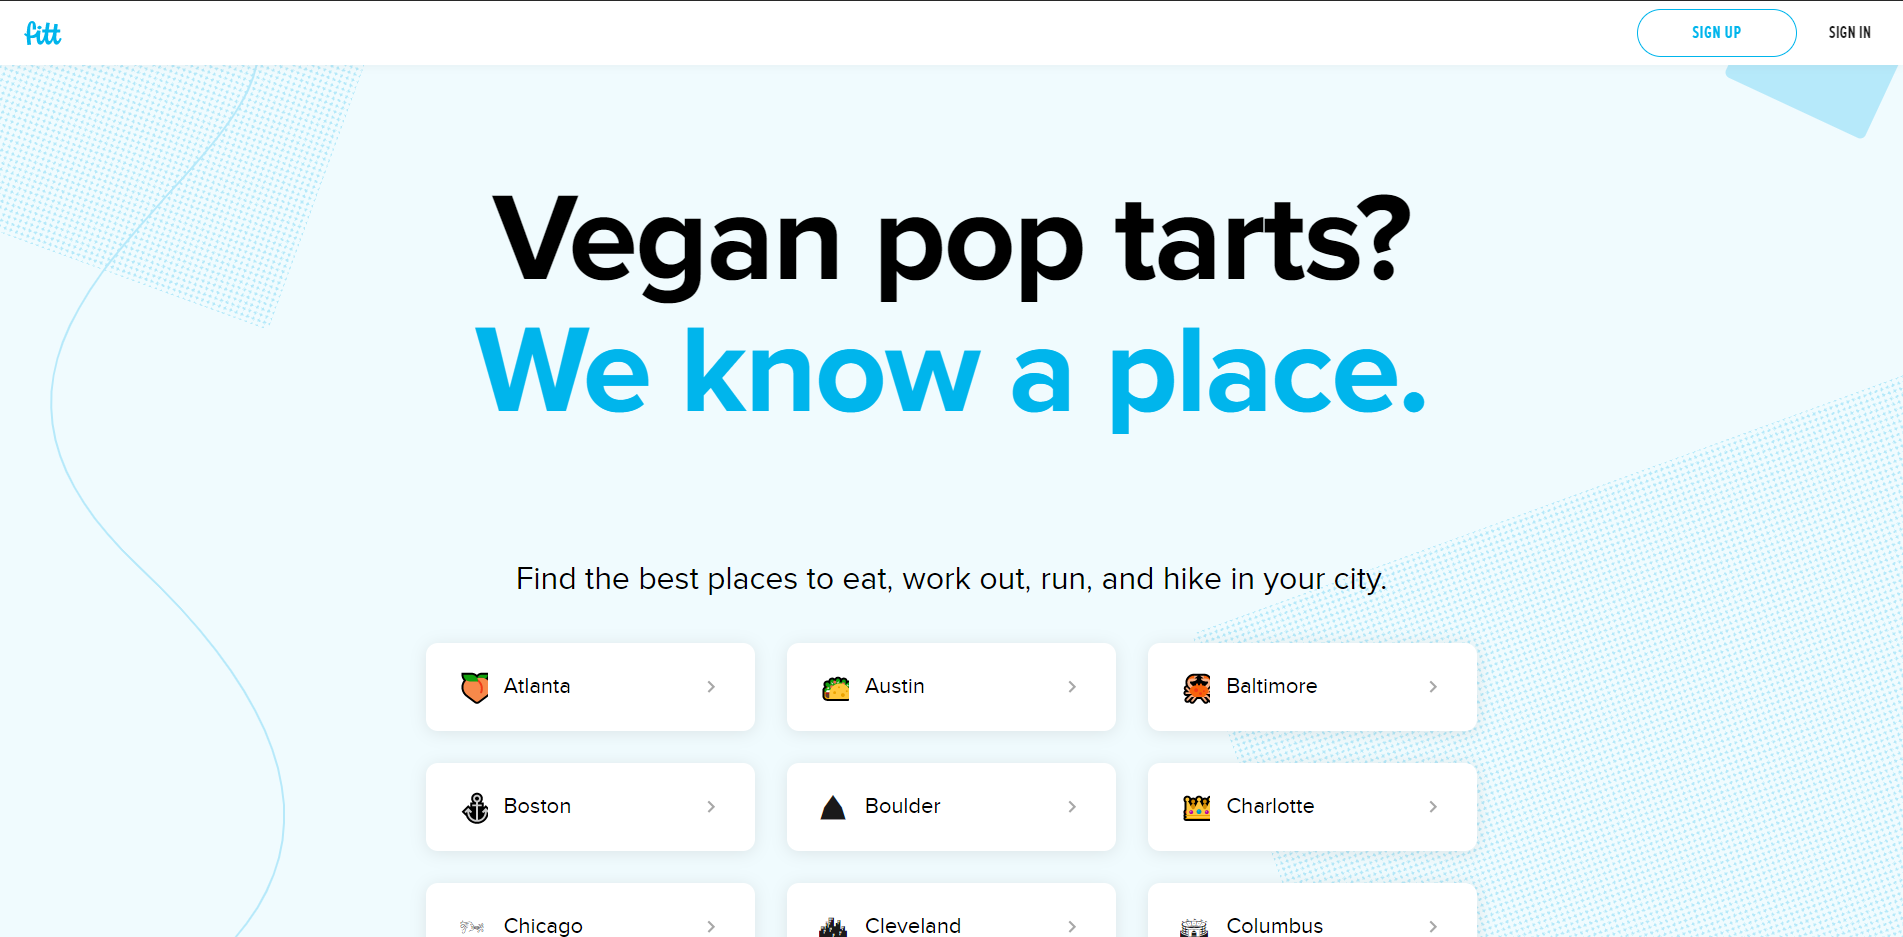 fitt
SIGN UP
SIGN IN
Vegan pop tarts?
We know a place.
Find the best places to eat, work out, run, and hike in your city.
Atlanta
Austin
Baltimore
Boston
Boulder
Charlotte
Chicago
Cleveland
Columbus